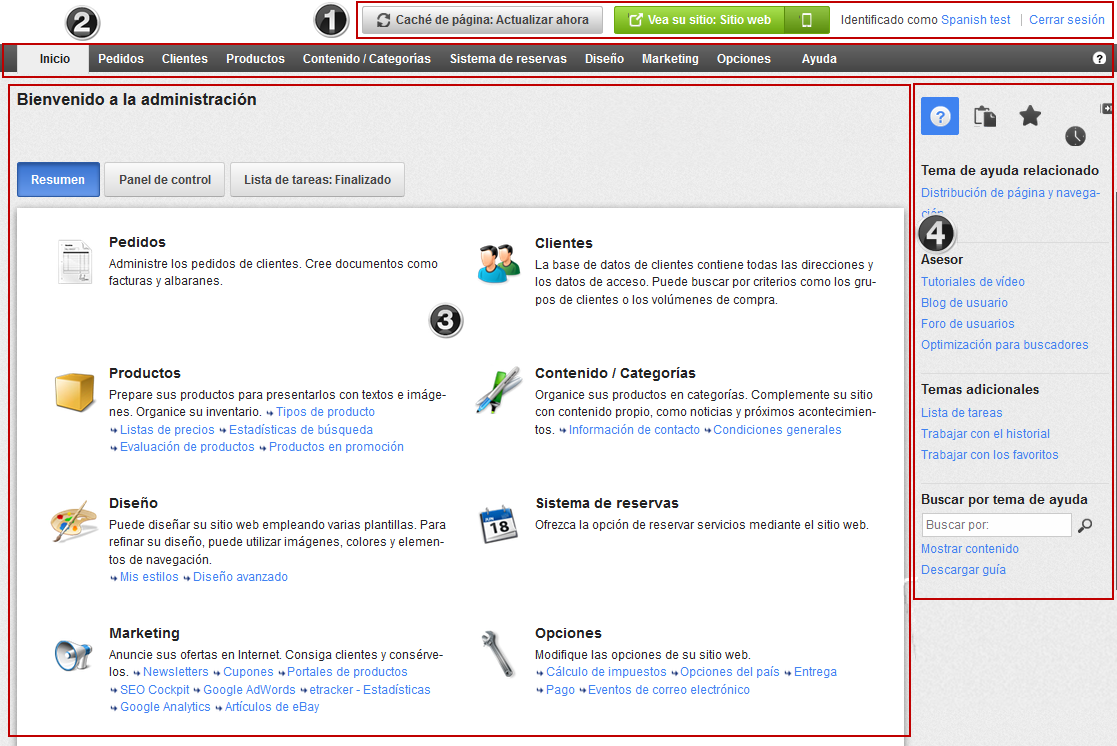 1
Caché de página: Actualizar ahora
Vea su sitio: Sitio web
Identificado como Spanish test | Cerrar sesión
2
Inicio Pedidos Clientes Productos Contenido / Categorías Sistema de reservas Diseño Marketing Opciones Ayuda ?
Bienvenido a la administración
Resumen Panel de control Lista de tareas: Finalizado
Pedidos
Administre los pedidos de clientes. Cree documentos como
facturas y albaranes.
Clientes
La base de datos de clientes contiene todas las direcciones y
los datos de acceso. Puede buscar por criterios como los gru-
pos de clientes o los volúmenes de compra.
3
Productos
Prepare sus productos para presentarlos con textos e imáge-
nes. Organice su inventario. Tipos de producto
Listas de precios Estadísticas de búsqueda
Evaluación de productos Productos en promoción
Contenido / Categorías
Organice sus productos en categorías. Complemente su sitio
con contenido propio, como noticias y próximos acontecimien-
tos. Información de contacto Condiciones generales
Diseño
Puede diseñar su sitio web empleando varias plantillas. Para
refinar su diseño, puede utilizar imágenes, colores y elemen-
tos de navegación.
Mis estilos Diseño avanzado
JUN
18
Sistema de reservas
Ofrezca la opción de reservar servicios mediante el sitio web.
Marketing
Anuncie sus ofertas en Internet. Consiga clientes y consérve-
los. Newsletters Cupones Portales de productos
SEO Cockpit Google AdWords etracker - Estadísticas
Google Analytics Artículos de eBay
Opciones
Modifique las opciones de su sitio web.
Cálculo de impuestos Opciones del país Entrega
Pago Eventos de correo electrónico
?
Tema de ayuda relacionado
Distribución de página y navega-
ción
4
Asesor
Tutoriales de vídeo
Blog de usuario
Foro de usuarios
Optimización para buscadores
Temas adicionales
Lista de tareas
Trabajar con el historial
Trabajar con los favoritos
Buscar por tema de ayuda
Buscar por:
Mostrar contenido
Descargar guía